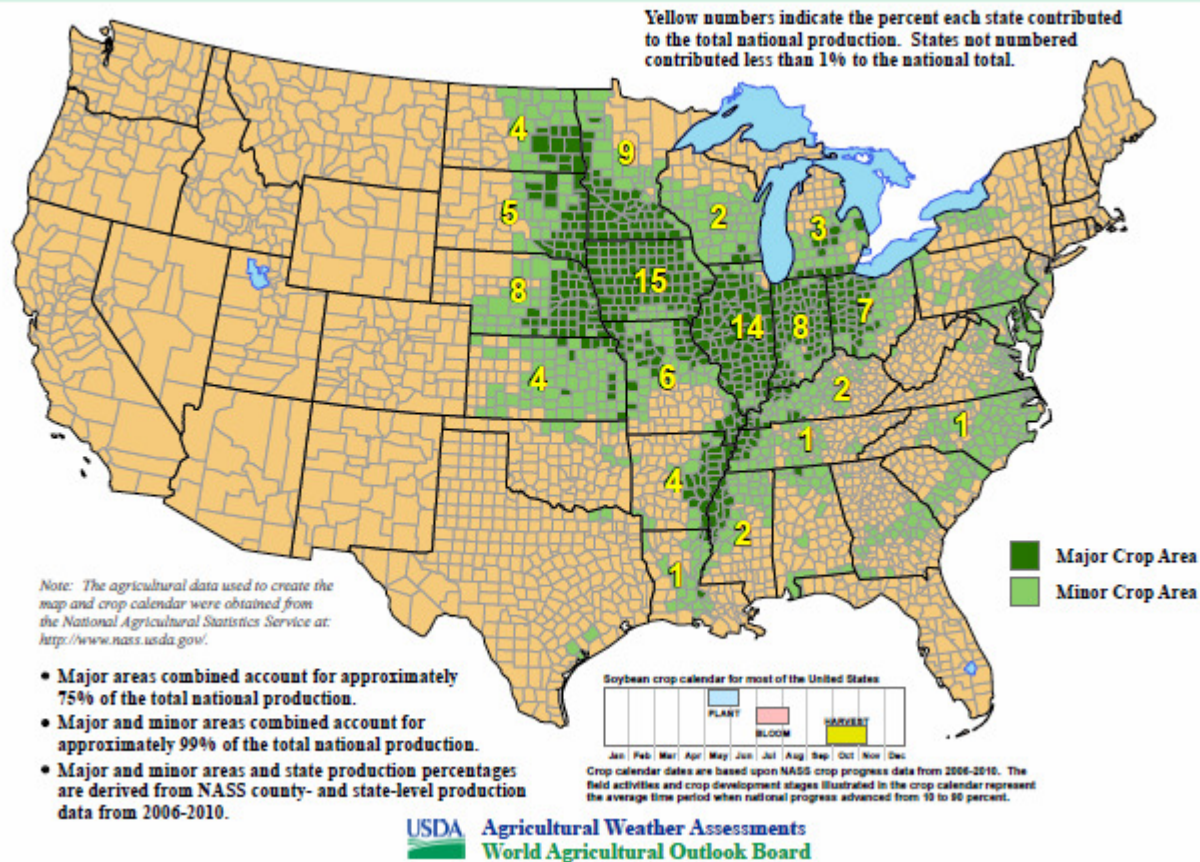 Yellow numbers indicate the percent each state contributed
to the total national production. States not numbered
contributed less than 1% to the national total.
4
9
5
2
3
15
8
14
8
7
4
6
2
1
1
4
2
1
Major Crop Area
Minor Crop Area
Note: The agricultural data used to create the
map and crop calendar were obtained from
the National Agricultural Statistics Service at:
http://www.nass.usda.gov/.
• Major areas combined account for approximately
75% of the total national production.
• Major and minor areas combined account for
approximately 99% of the total national production.
• Major and minor areas and state production percentages
are derived from NASS county- and state-level production
data from 2006-2010.
Soybean crop calendar for most of the United States
PLANT
BLOOM
HARVEST
Jan Feb Mar Apr May Jun Jul Aug Sep Oct Nov Dec
Crop calendar dates are based upon NASS crop progress data from 2006-2010. The
field activities and crop development stages illustrated in the crop calendar represent
the average time period when national progress advanced from 10 to 90 percent.
USDA Agricultural Weather Assessments
World Agricultural Outlook Board